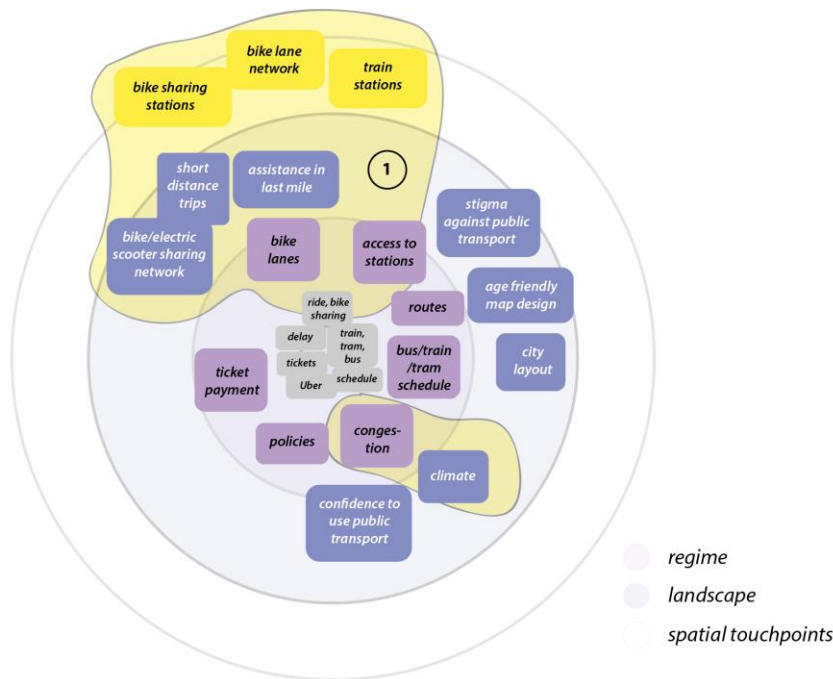 bike lane
network
train
stations
bike sharing
stations
1
short
distance
trips
assistance in
last mile
stigma
against public
transport
bike/electric
scooter sharing
network
bike
lanes
access to
stations
age friendly
map design
ride, bike
sharing
routes
delay
train,
tram,
bus
city
layout
tickets
bus/train
/tram
schedule
ticket
payment
Uber
schedule
policies
conges-
tion
climate
confidence to
use public
transport
regime
landscape
spatial touchpoints